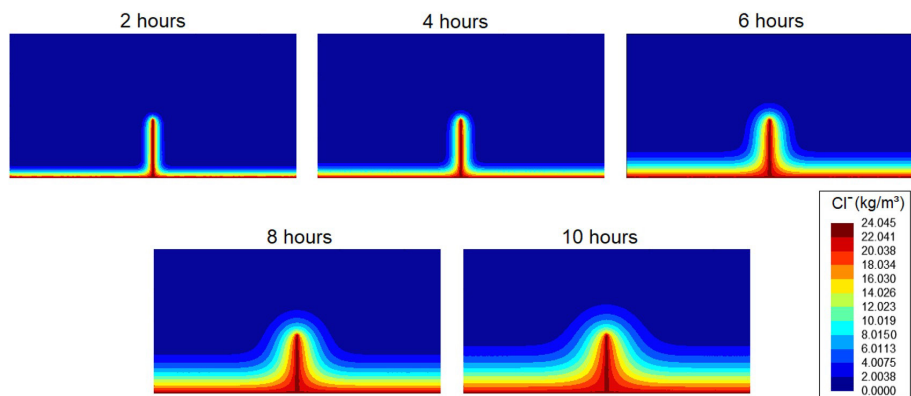 2 hours
4 hours
6 hours
8 hours
10 hours
Cl⁻ (kg/m³)
24.045
22.041
20.038
18.034
16.030
14.026
12.023
10.019
8.0150
6.0113
4.0075
2.0038
0.0000